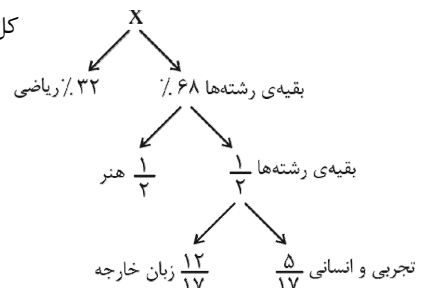 کل
X
بقیه‌ی رشته‌ها ۶۸٪ ۳۲٪ ریاضی
بقیه‌ی رشته‌ها ۱/۲ ۱/۲ هنر
تجربی و انسانی ۵/۱۷ ۱۲/۱۷ زبان خارجه